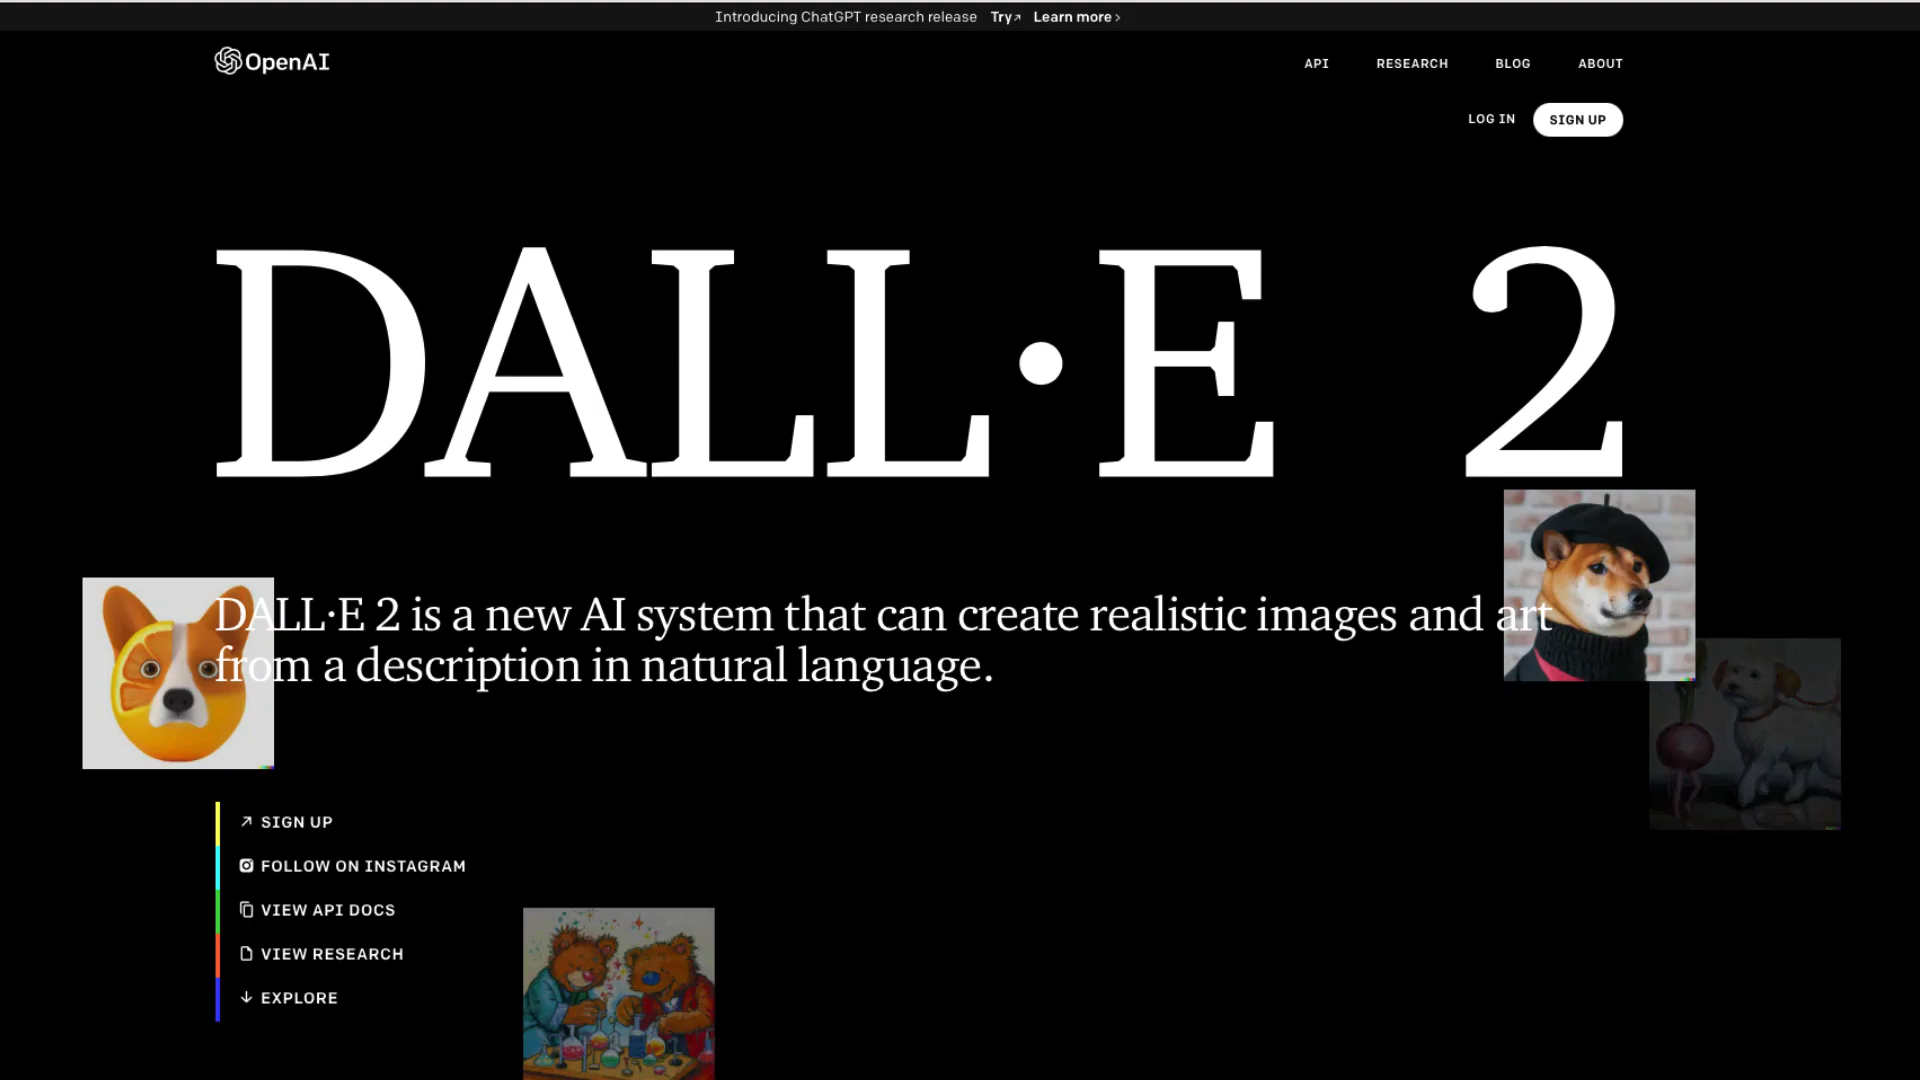 Introducing ChatGPT research release Try↗ Learn more ›
OpenAI
API RESEARCH BLOG ABOUT
LOG IN SIGN UP
DALL·E 2
DALL·E 2 is a new AI system that can create realistic images and art
from a description in natural language.
↗ SIGN UP
FOLLOW ON INSTAGRAM
VIEW API DOCS
VIEW RESEARCH
↓ EXPLORE